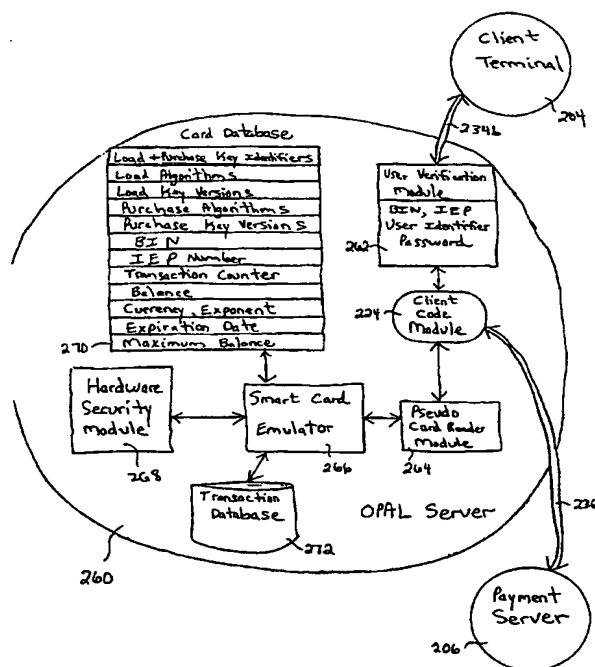 Client
Terminal
204
234b
Card Database
Load + Purchase Key Identifiers
Load Algorithms
Load Key Versions
Purchase Algorithms
Purchase Key Versions
BIN
IEP Number
Transaction Counter
Balance
Currency, Exponent
Expiration Date
Maximum Balance
270
User Verification
Module
BIN, IEP
User Identifier
Password
262
Client
Code
Module
224
Hardware
Security
Module
268
Smart Card
Emulator
266
Pseudo
Card Reader
Module
264
Transaction
Database
272
OPAL Server
260
236
Payment
Server
206